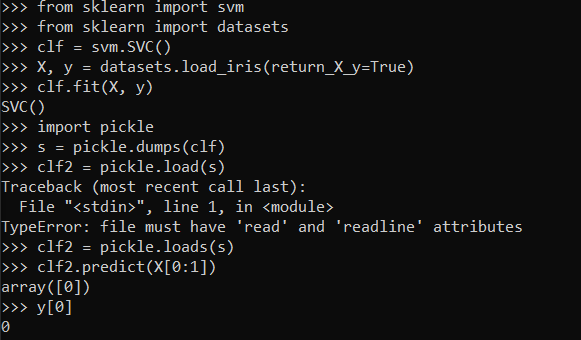 >>> from sklearn import svm
>>> from sklearn import datasets
>>> clf = svm.SVC()
>>> X, y = datasets.load_iris(return_X_y=True)
>>> clf.fit(X, y)
SVC()
>>> import pickle
>>> s = pickle.dumps(clf)
>>> clf2 = pickle.load(s)
Traceback (most recent call last):
  File "<stdin>", line 1, in <module>
TypeError: file must have 'read' and 'readline' attributes
>>> clf2 = pickle.loads(s)
>>> clf2.predict(X[0:1])
array([0])
>>> y[0]
0